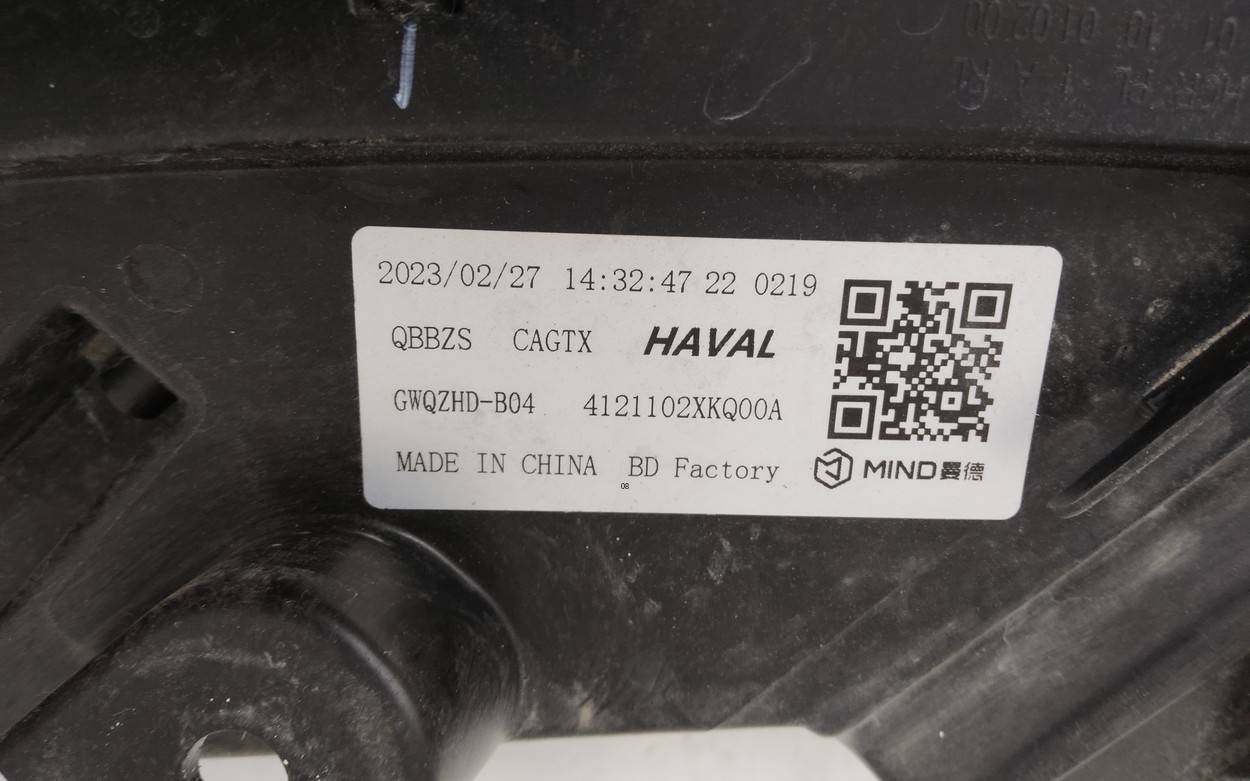 2023/02/27 14:32:47 22 0219
QBBZS CAGTX HAVAL
GWQZHD-B04 4121102XKQ00A
MADE IN CHINA BD Factory MIND曼德
08